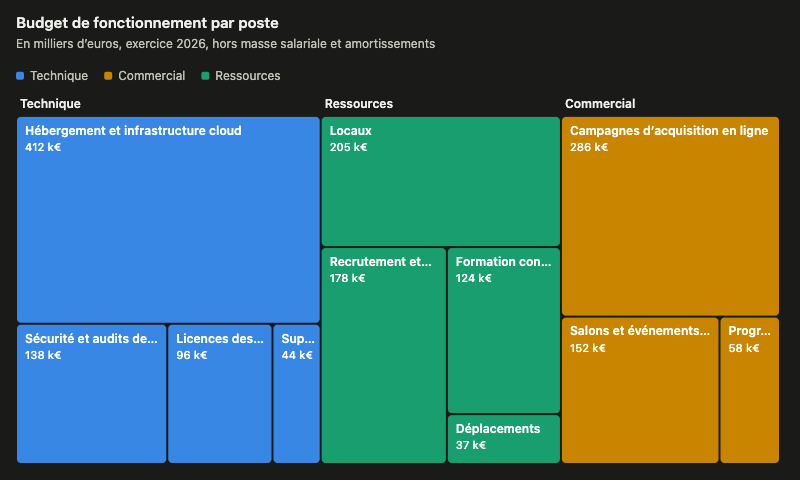 Budget de fonctionnement par poste
En milliers d’euros, exercice 2026, hors masse salariale et amortissements
Technique
Commercial
Ressources
Technique
Ressources
Commercial
Hébergement et infrastructure cloud
412 k€
Locaux
205 k€
Campagnes d’acquisition en ligne
286 k€
Recrutement et…
178 k€
Formation con…
124 k€
Salons et événements…
152 k€
Progr…
58 k€
Sécurité et audits de…
138 k€
Licences des…
96 k€
Sup…
44 k€
Déplacements
37 k€